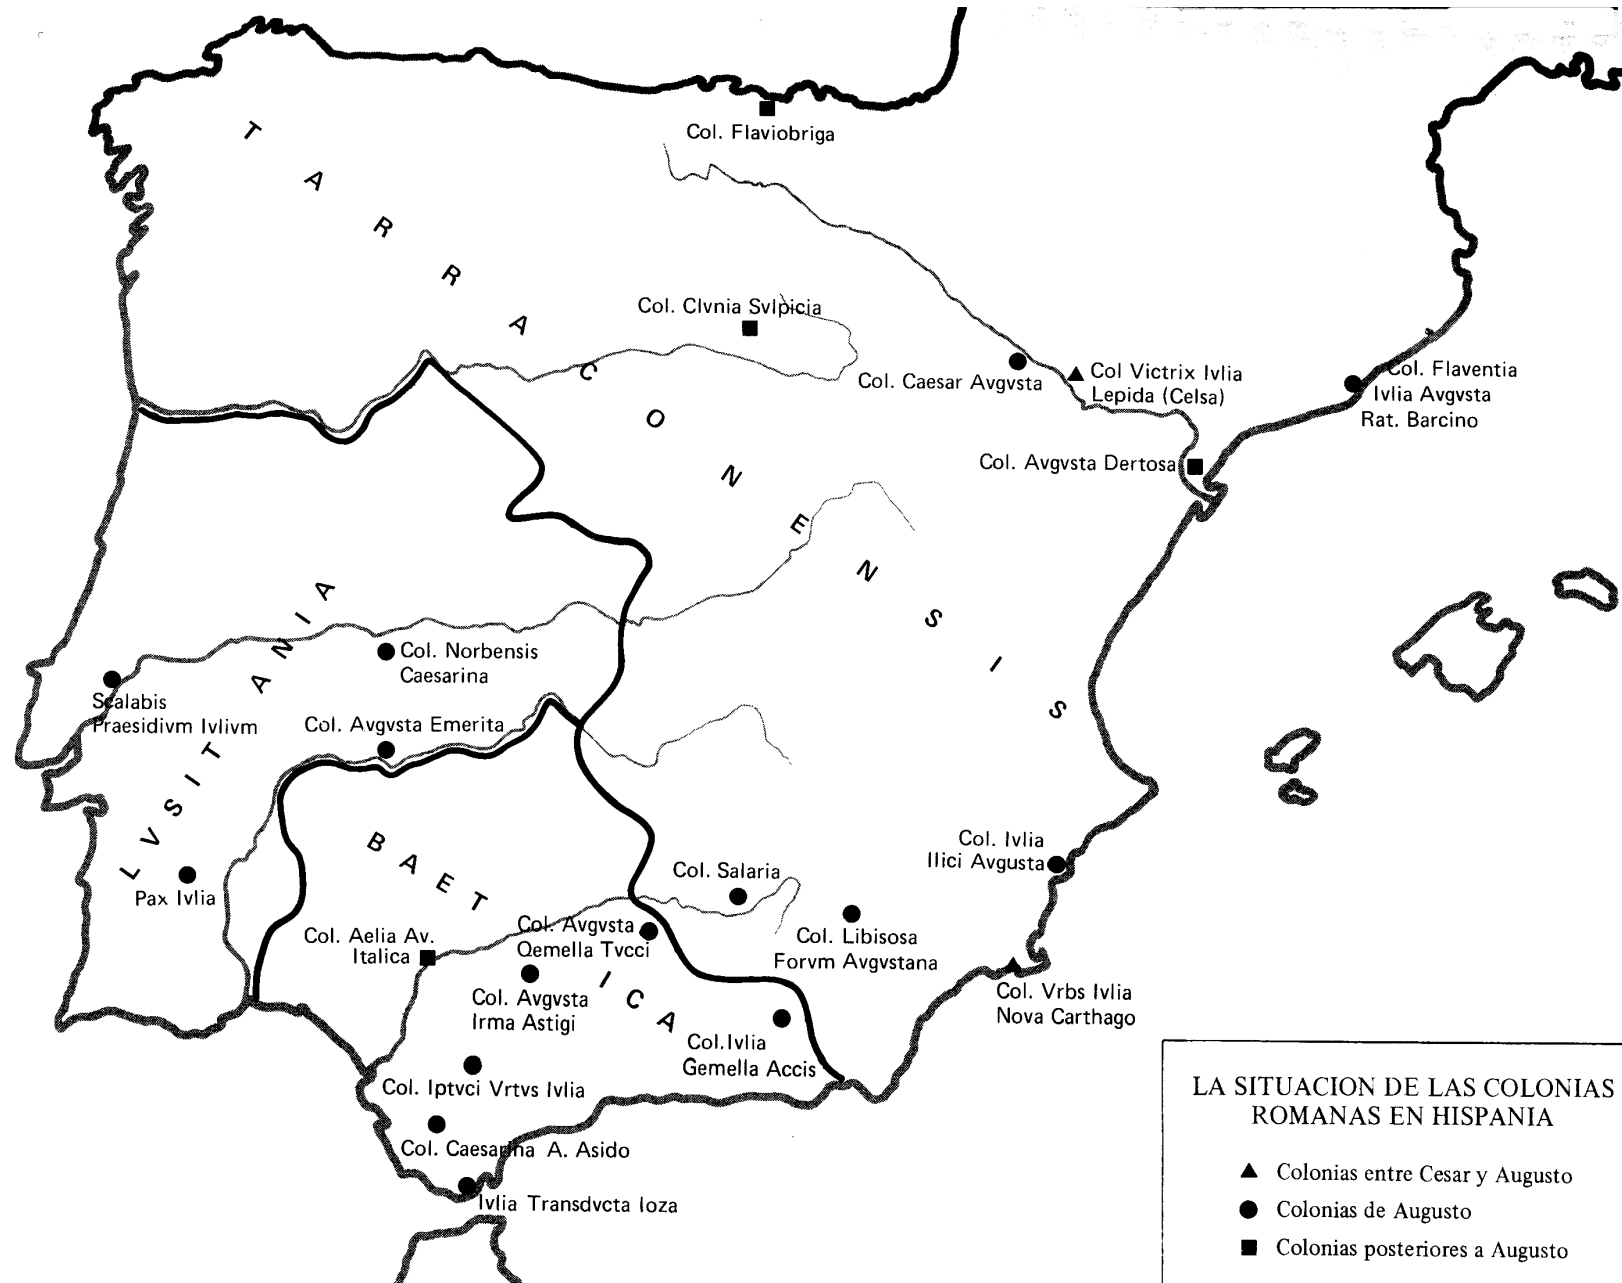 Col. Flaviobriga
TARRACONENSIS
Col. Clvnia Svlpicia
Col. Caesar Avgvsta
Col Victrix Ivlia
Lepida (Celsa)
Col. Flaventia
Ivlia Avgvsta
Rat. Barcino
Col. Avgvsta Dertosa
LVSITANIA
Col. Norbensis
Caesarina
Scalabis
Praesidivm Ivlivm
Col. Avgvsta Emerita
BAETICA
Pax Ivlia
Col. Salaria
Col. Ivlia
Ilici Avgusta
Col. Aelia Av.
Italica
Col. Avgvsta
Qemella Tvcci
Col. Libisosa
Forvm Avgvstana
Col. Avgvsta
Irma Astigi
Col. Vrbs Ivlia
Nova Carthago
Col.Ivlia
Gemella Accis
Col. Iptvci Vrtvs Ivlia
Col. Caesarina A. Asido
Ivlia Transdvcta Ioza
LA SITUACION DE LAS COLONIAS
ROMANAS EN HISPANIA
Colonias entre Cesar y Augusto
Colonias de Augusto
Colonias posteriores a Augusto